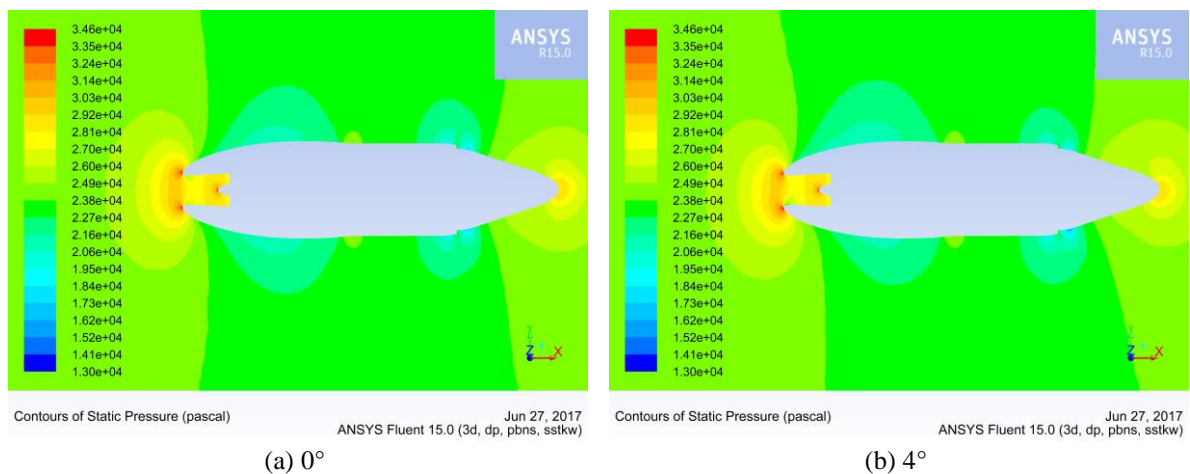 3.46e+04
3.35e+04
3.24e+04
3.14e+04
3.03e+04
2.92e+04
2.81e+04
2.70e+04
2.60e+04
2.49e+04
2.38e+04
2.27e+04
2.16e+04
2.06e+04
1.95e+04
1.84e+04
1.73e+04
1.62e+04
1.52e+04
1.41e+04
1.30e+04
ANSYS
R15.0
Y
Z X
Contours of Static Pressure (pascal)
Jun 27, 2017
ANSYS Fluent 15.0 (3d, dp, pbns, sstkw)
(a) 0°
3.46e+04
3.35e+04
3.24e+04
3.14e+04
3.03e+04
2.92e+04
2.81e+04
2.70e+04
2.60e+04
2.49e+04
2.38e+04
2.27e+04
2.16e+04
2.06e+04
1.95e+04
1.84e+04
1.73e+04
1.62e+04
1.52e+04
1.41e+04
1.30e+04
ANSYS
R15.0
Y
Z X
Contours of Static Pressure (pascal)
Jun 27, 2017
ANSYS Fluent 15.0 (3d, dp, pbns, sstkw)
(b) 4°